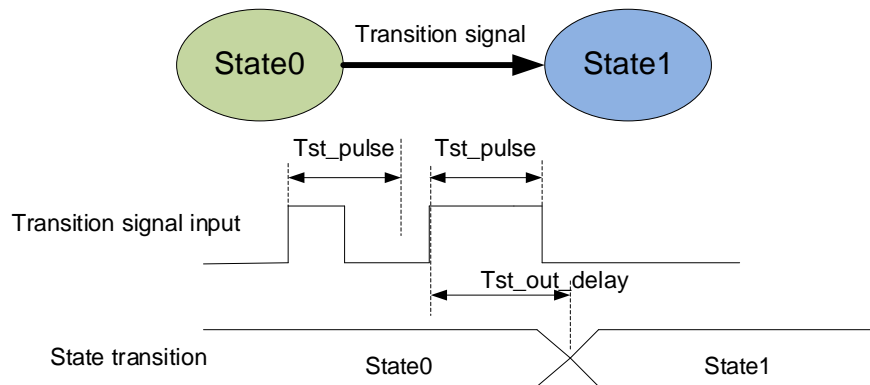 Transition signal
State0
State1
Tst_pulse
Tst_pulse
Transition signal input
Tst_out_delay
State transition
State0
State1